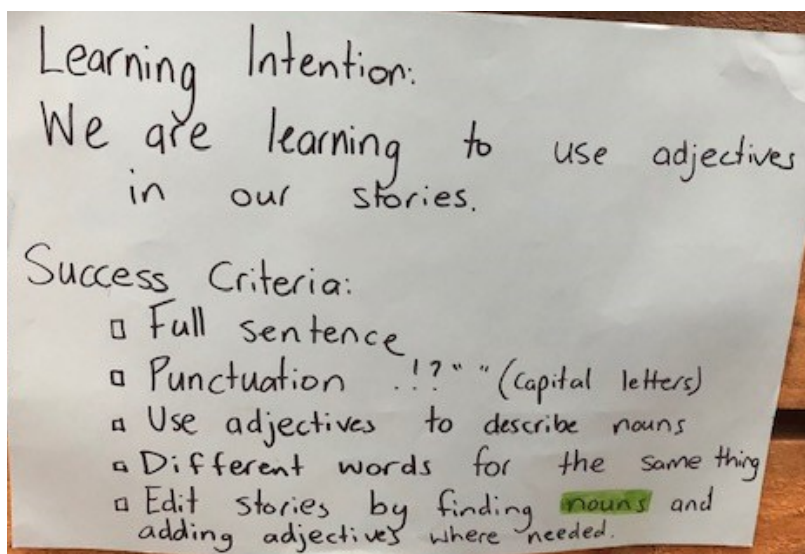 Learning Intention:
We are learning to use adjectives
in our stories.
Success Criteria:
□ Full sentence
□ Punctuation .!?" " (capital letters)
□ Use adjectives to describe nouns
□ Different words for the same thing
□ Edit stories by finding nouns and
adding adjectives where needed.